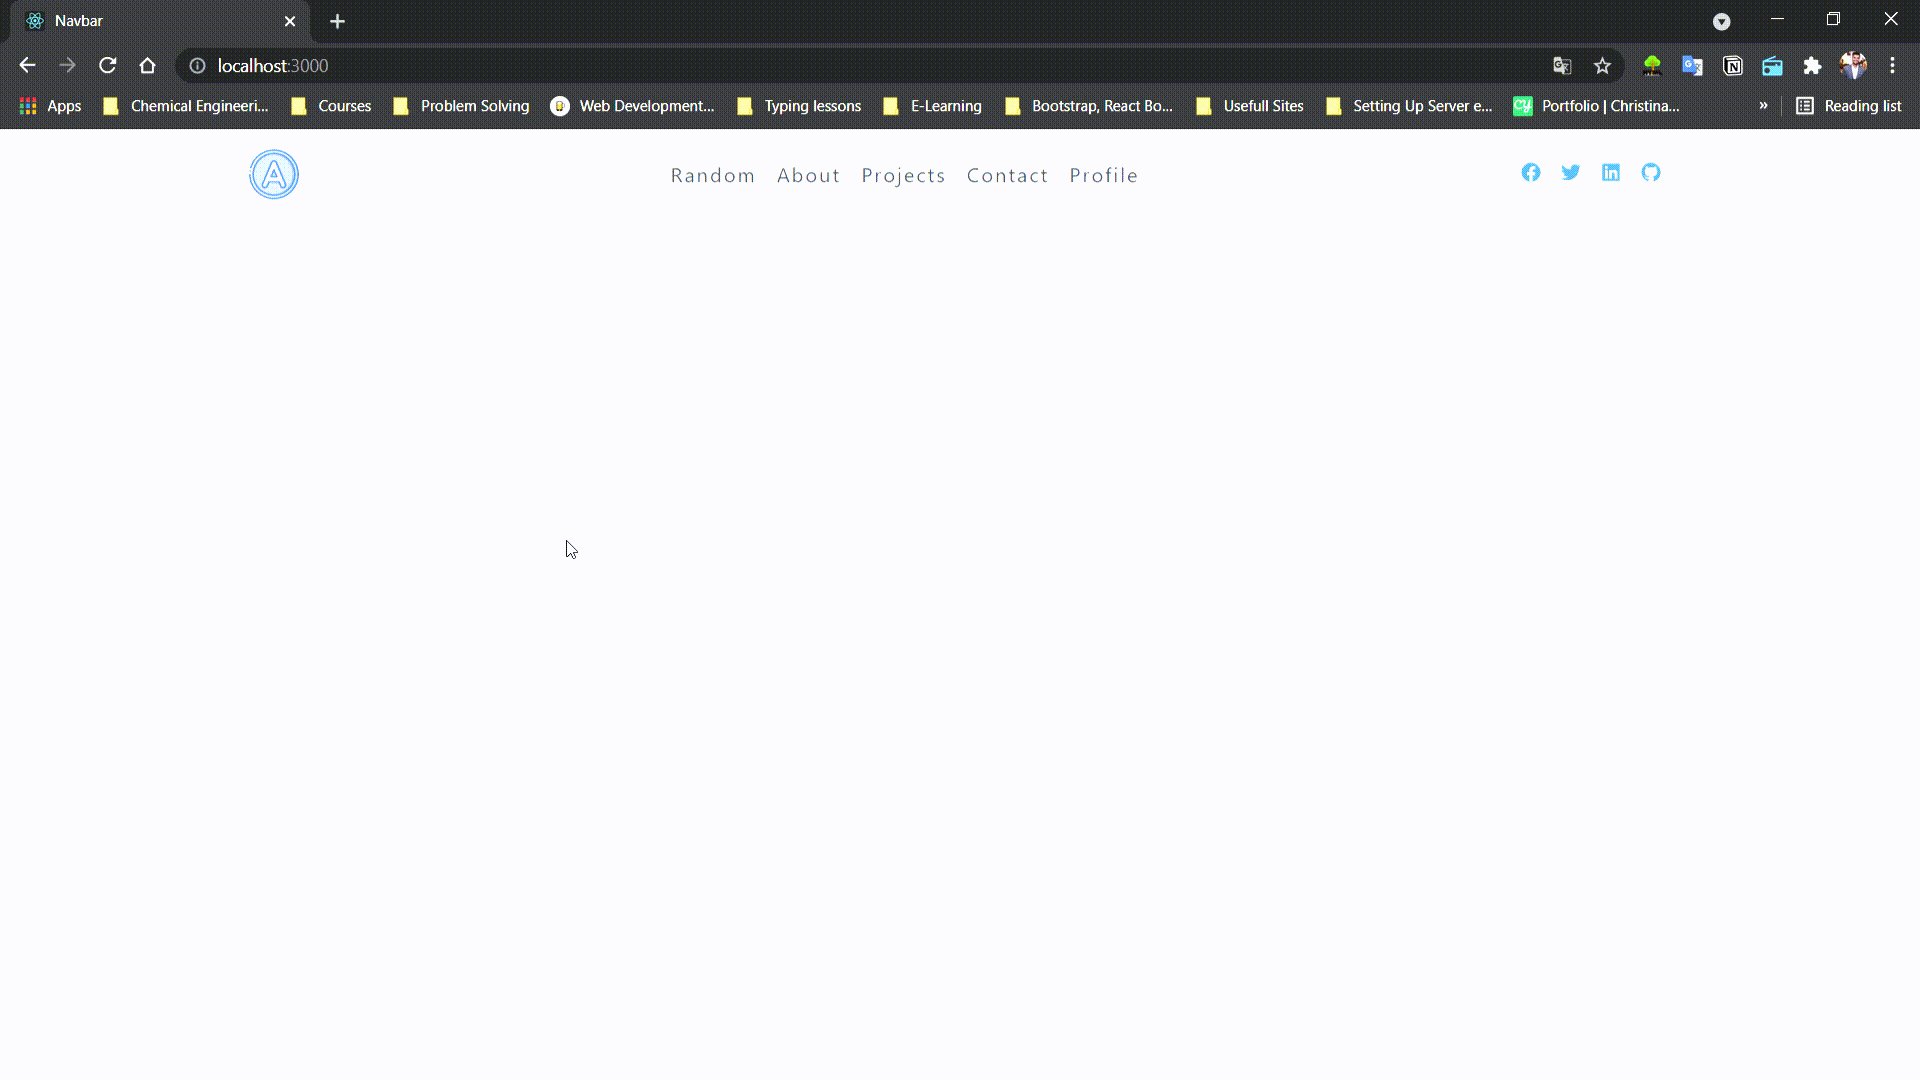 Navbar
localhost:3000
Apps Chemical Engineeri... Courses Problem Solving Web Development... Typing lessons E-Learning Bootstrap, React Bo... Usefull Sites Setting Up Server e... CY Portfolio | Christina... » Reading list
A Random About Projects Contact Profile